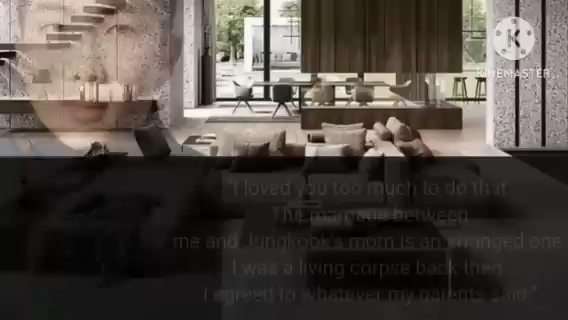 KINEMASTER
"I loved you too much to do that
The marriage between
me and Jungkook's mom is an arranged one
I was a living corpse back then
I agreed to whatever my parents said"